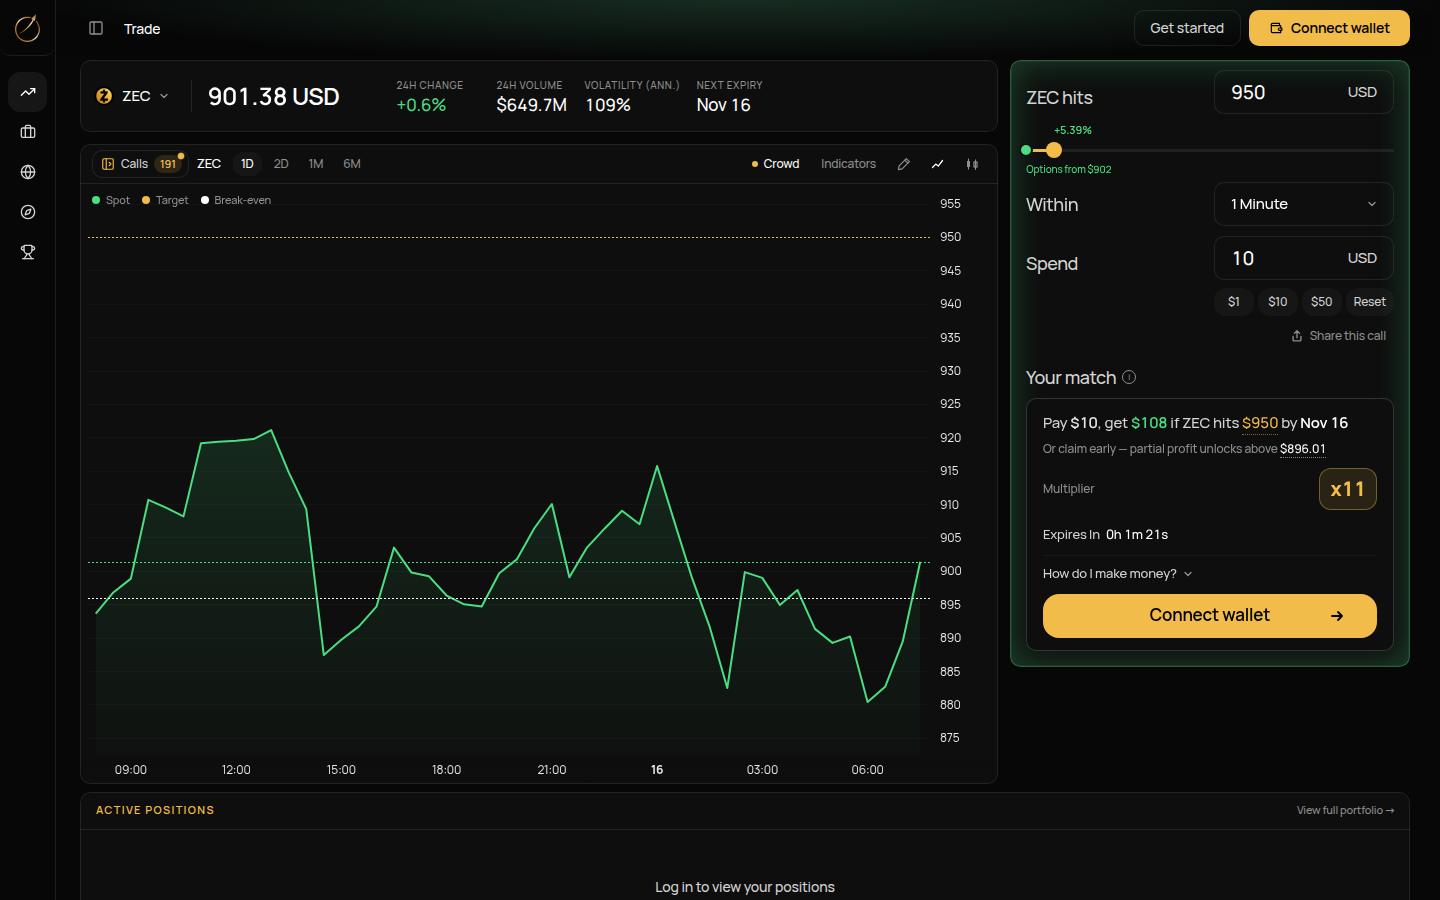 Trade
Get started
Connect wallet
ZEC
901.38 USD
24H CHANGE
+0.6%
24H VOLUME
$649.7M
VOLATILITY (ANN.)
109%
NEXT EXPIRY
Nov 16
Calls 191
ZEC
1D
2D
1M
6M
Crowd
Indicators
Spot
Target
Break-even
955
950
945
940
935
930
925
920
915
910
905
900
895
890
885
880
875
09:00
12:00
15:00
18:00
21:00
16
03:00
06:00
ZEC hits
950 USD
+5.39%
Options from $902
Within
1 Minute
Spend
10 USD
$1
$10
$50
Reset
Share this call
Your match
Pay $10, get $108 if ZEC hits $950 by Nov 16
Or claim early — partial profit unlocks above $896.01
Multiplier
x11
Expires In 0h 1m 21s
How do I make money?
Connect wallet →
ACTIVE POSITIONS
View full portfolio →
Log in to view your positions